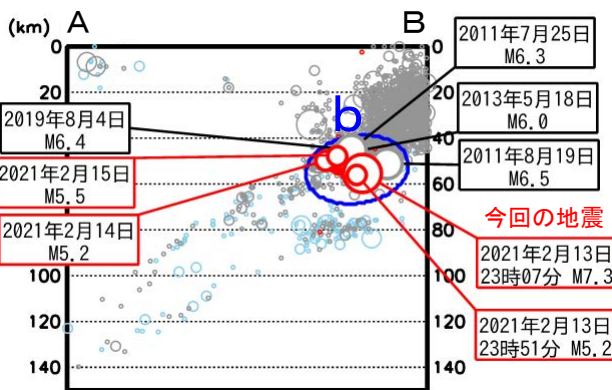 (km)
A
B
0
20
40
60
80
100
120
140
0
20
40
60
80
100
120
140
b
2011年7月25日
M6.3
2013年5月18日
M6.0
2011年8月19日
M6.5
2019年8月4日
M6.4
2021年2月15日
M5.5
2021年2月14日
M5.2
今回の地震
2021年2月13日
23時07分 M7.3
2021年2月13日
23時51分 M5.2